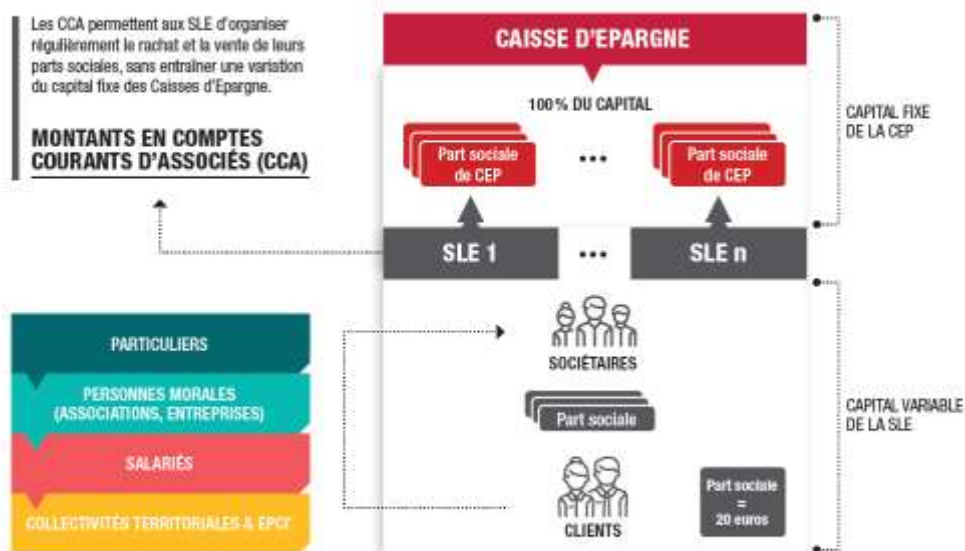 Les CCA permettent aux SLE d'organiser
régulièrement le rachat et la vente de leurs
parts sociales, sans entraîner une variation
du capital fixe des Caisses d'Epargne.
MONTANTS EN COMPTES
COURANTS D'ASSOCIÉS (CCA)
CAISSE D'EPARGNE
100 % DU CAPITAL
Part sociale
de CEP
...
Part sociale
de CEP
CAPITAL FIXE
DE LA CEP
SLE 1
...
SLE n
PARTICULIERS
PERSONNES MORALES
(ASSOCIATIONS, ENTREPRISES)
SALARIÉS
COLLECTIVITÉS TERRITORIALES & EPCI
SOCIÉTAIRES
Part sociale
CLIENTS
Part sociale
=
20 euros
CAPITAL VARIABLE
DE LA SLE